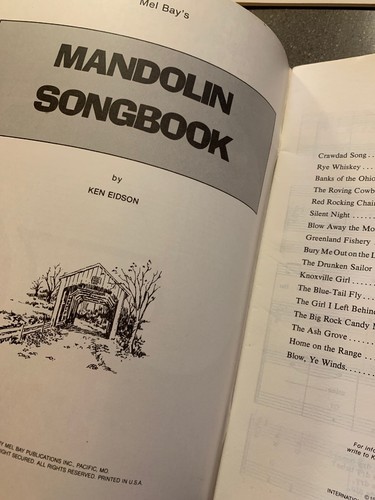 Mel Bay's
MANDOLIN
SONGBOOK
by
KEN EIDSON
Y MEL BAY PUBLICATIONS INC., PACIFIC, MO.
RIGHT SECURED. ALL RIGHTS RESERVED. PRINTED IN U.S.A
Crawdad Song . .
Rye Whiskey . . .
Banks of the Ohio
The Roving Cowb
Red Rocking Chair
Silent Night . . . . .
Blow Away the Mo
Greenland Fishery .
Bury Me Out on the L
The Drunken Sailor
Knoxville Girl . . . . .
The Blue-Tail Fly . . .
The Girl I Left Behin
The Big Rock Candy
The Ash Grove . . . .
Home on the Range . .
Blow, Ye Winds. . . . .
For info
write to K
INTERNATION